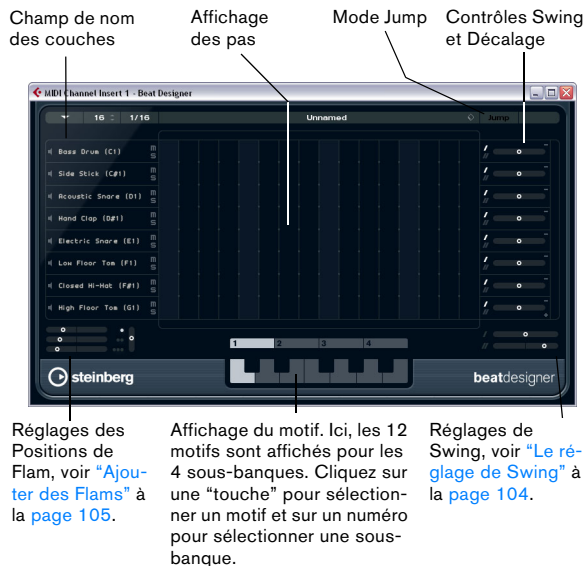 Champ de nom
des couches
Affichage
des pas
Mode Jump
Contrôles Swing
et Décalage
MIDI Channel Insert 1 - Beat Designer
16 1/16 Unnamed Jump
Bass Drum (C1) m s
Side Stick (C#1) m s
Acoustic Snare (D1) m s
Hand Clap (D#1) m s
Electric Snare (E1) m s
Low Floor Tom (F1) m s
Closed Hi-Hat (F#1) m s
High Floor Tom (G1) m s
1 2 3 4
steinberg
beatdesigner
Réglages des
Positions de
Flam, voir “Ajou-
ter des Flams” à
la page 105.
Affichage du motif. Ici, les 12
motifs sont affichés pour les
4 sous-banques. Cliquez sur
une “touche” pour sélection-
ner un motif et sur un numéro
pour sélectionner une sous-
banque.
Réglages de
Swing, voir “Le ré-
glage de Swing” à
la page 104.